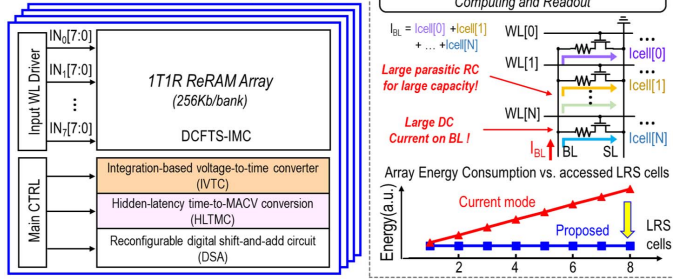 IN0[7:0]
IN1[7:0]
⋮
IN7[7:0]
Input WL Driver
1T1R ReRAM Array
(256Kb/bank)
DCFTS-IMC
Main CTRL
Integration-based voltage-to-time converter
(IVTC)
Hidden-latency time-to-MACV conversion
(HLTMC)
Reconfigurable digital shift-and-add circuit
(DSA)
Computing and Readout
IBL = Icell[0] +Icell[1]
+ … +Icell[N]
Large parasitic RC
for large capacity!
Large DC
Current on BL !
WL[0]
WL[1]
WL[N]
Icell[0]
Icell[1]
Icell[N]
IBL
BL
SL
Array Energy Consumption vs. accessed LRS cells
Energy(a.u.)
Current mode
Proposed
LRS
cells
2 4 6 8